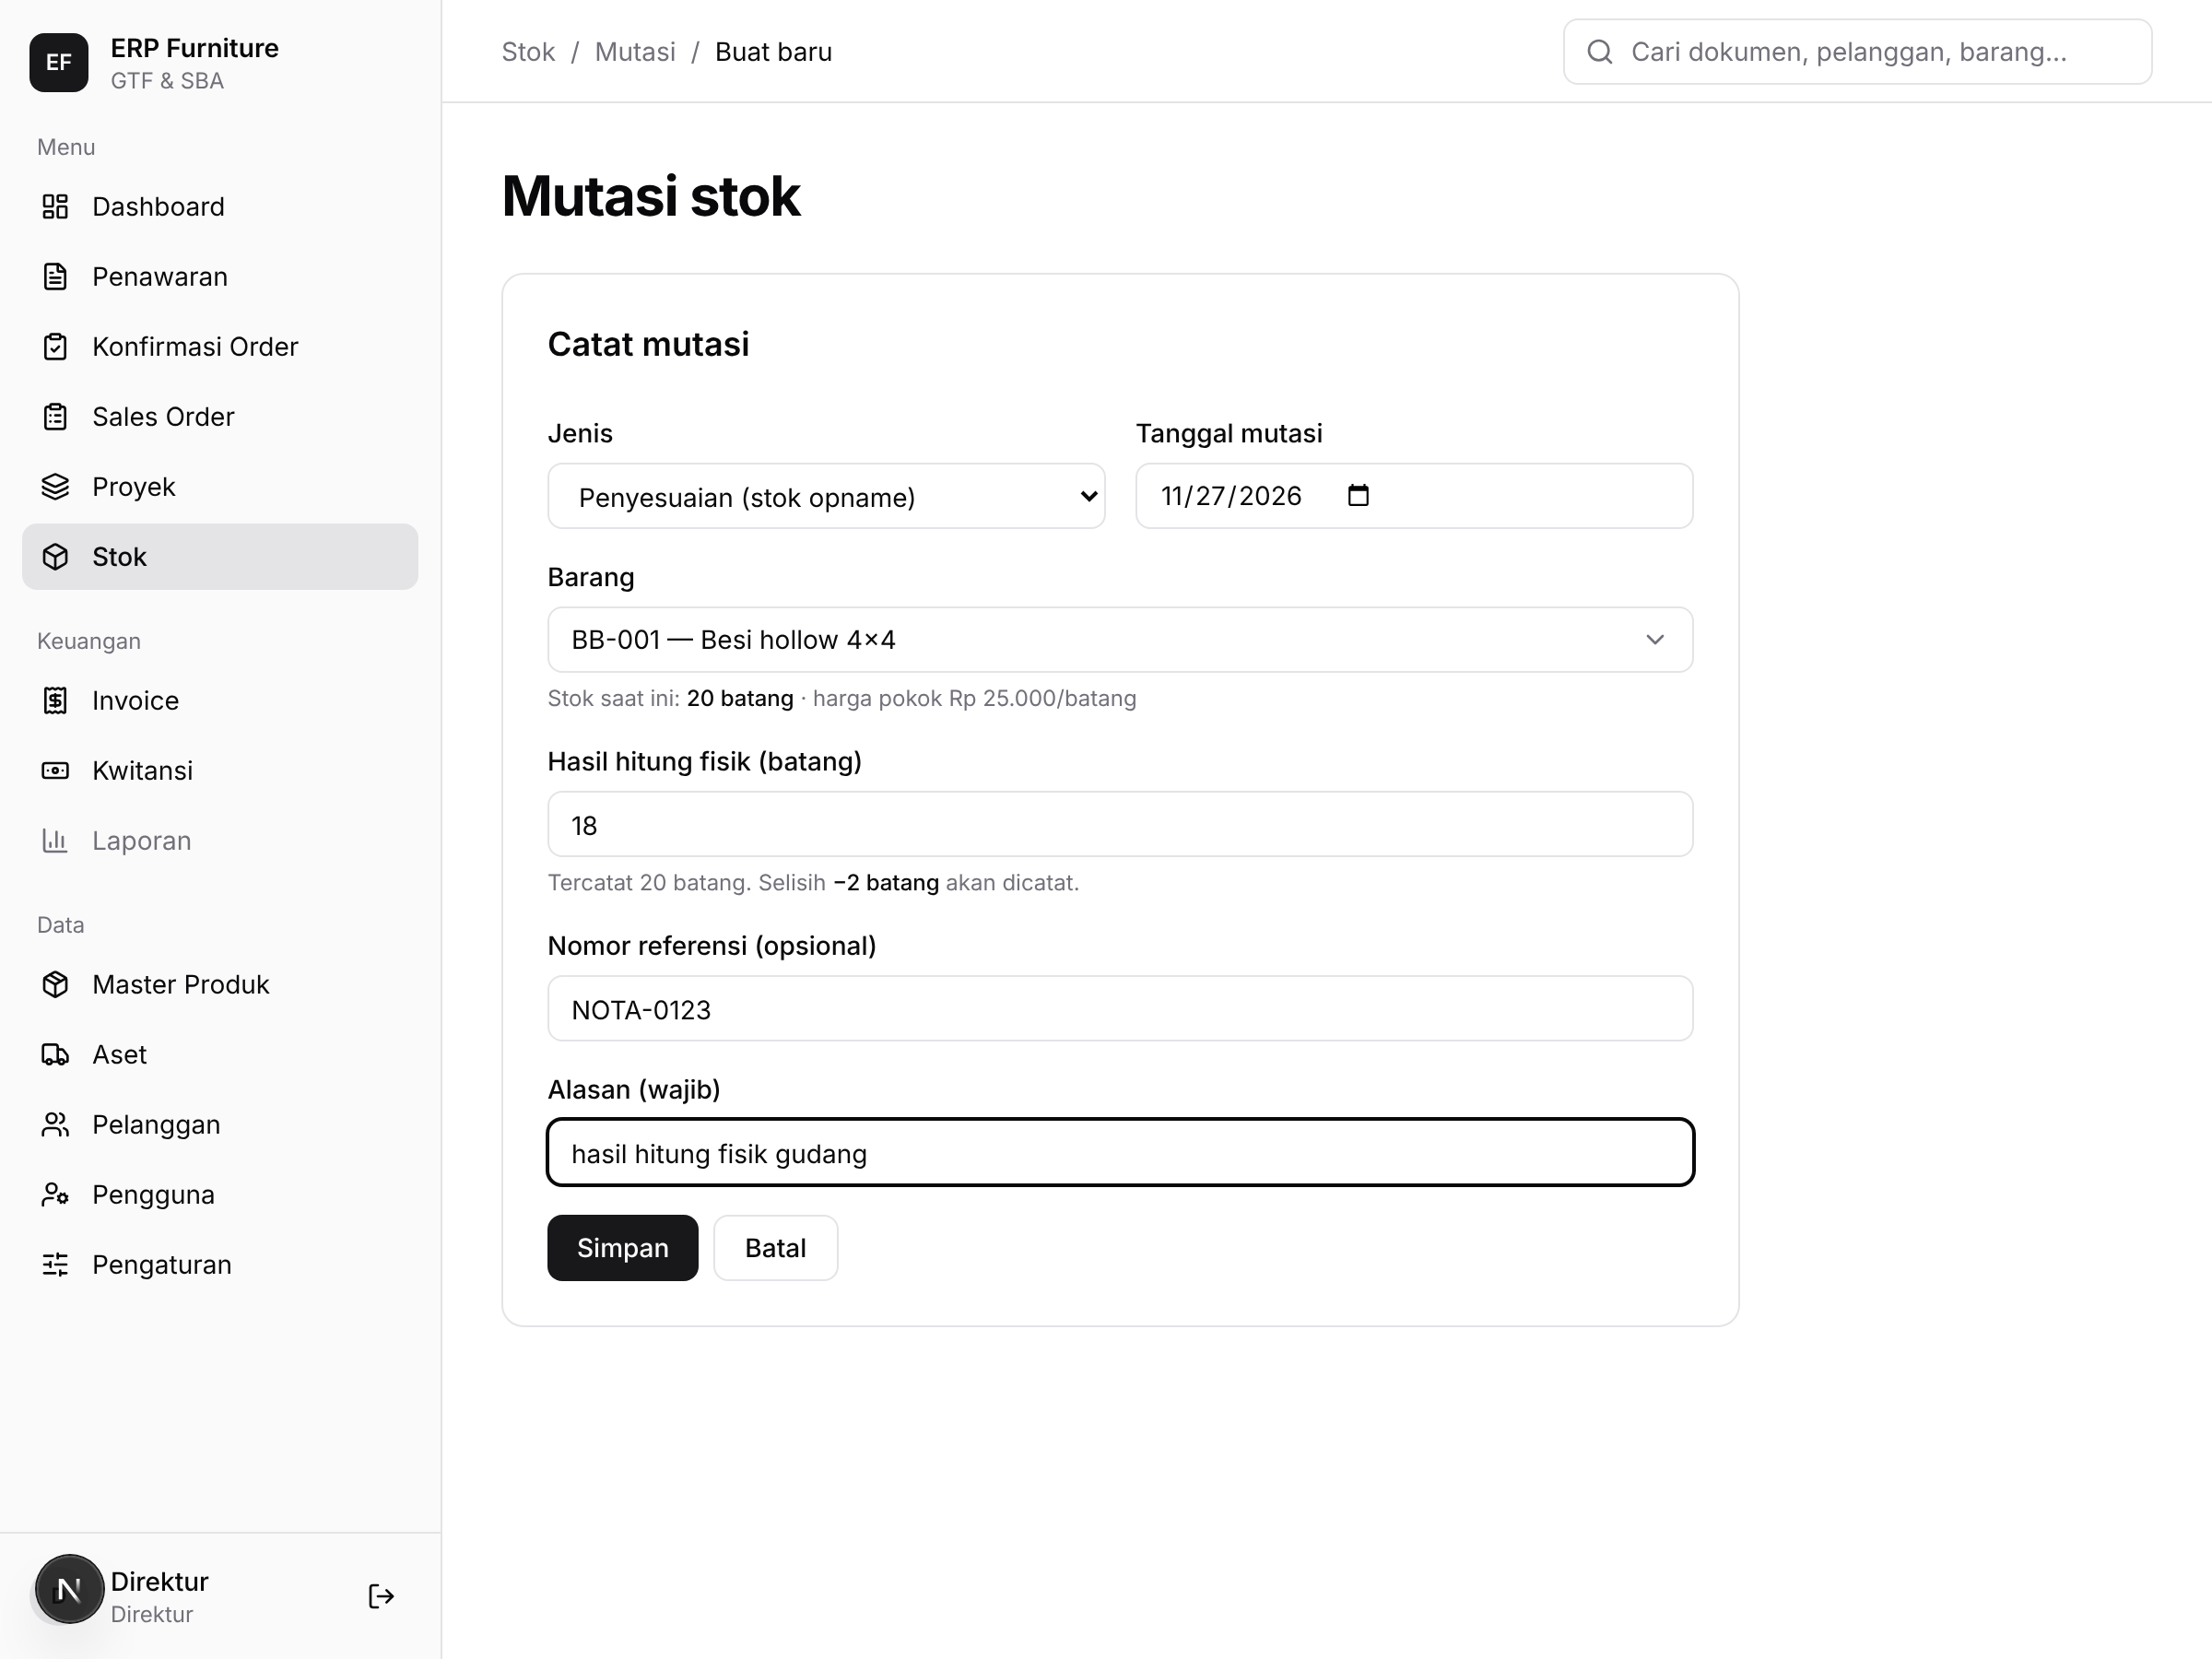 EF
ERP Furniture
GTF & SBA
Menu
Dashboard
Penawaran
Konfirmasi Order
Sales Order
Proyek
Stok
Keuangan
Invoice
Kwitansi
Laporan
Data
Master Produk
Aset
Pelanggan
Pengguna
Pengaturan
N
Direktur
Direktur
Stok / Mutasi / Buat baru
Cari dokumen, pelanggan, barang...
Mutasi stok
Catat mutasi
Jenis
Penyesuaian (stok opname)
Tanggal mutasi
11/27/2026
Barang
BB-001 — Besi hollow 4×4
Stok saat ini: 20 batang · harga pokok Rp 25.000/batang
Hasil hitung fisik (batang)
18
Tercatat 20 batang. Selisih −2 batang akan dicatat.
Nomor referensi (opsional)
NOTA-0123
Alasan (wajib)
hasil hitung fisik gudang
Simpan
Batal